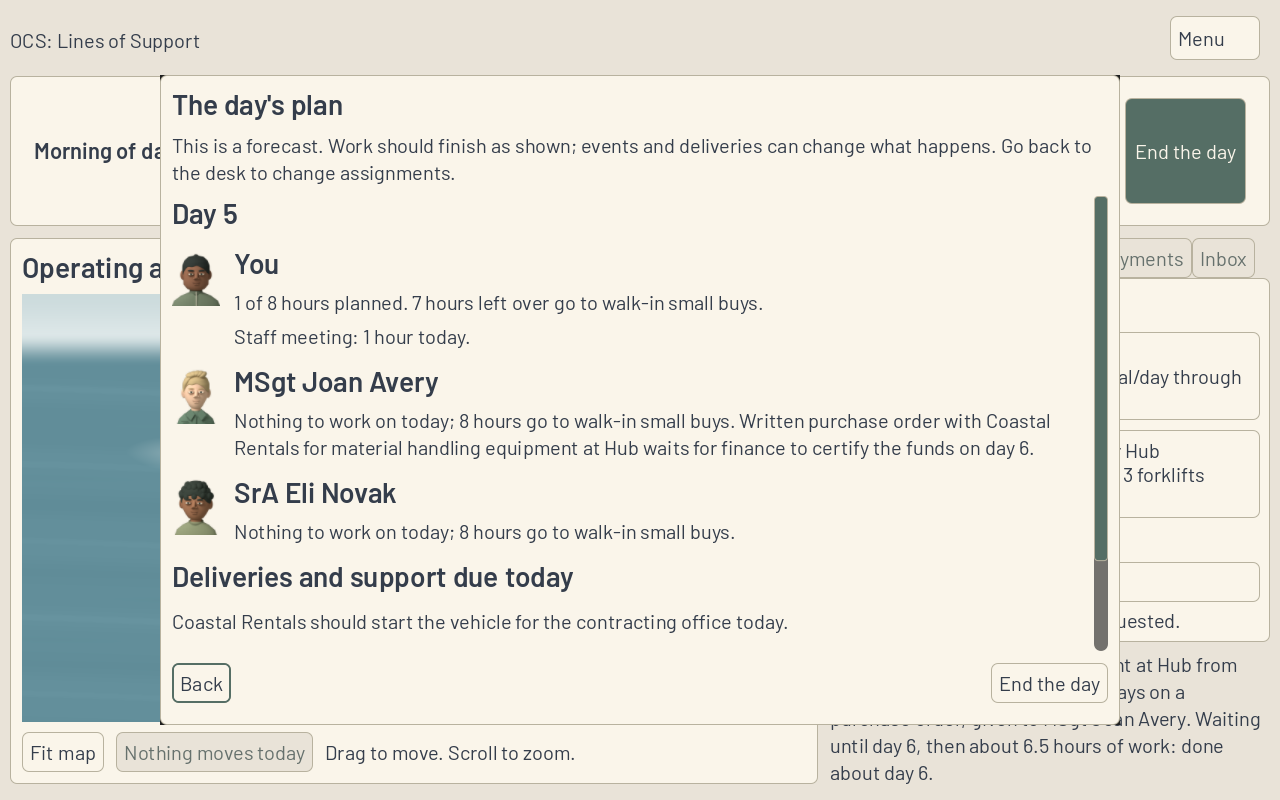 OCS: Lines of Support
Menu
Morning of da
End the day
The day's plan
This is a forecast. Work should finish as shown; events and deliveries can change what happens. Go back to
the desk to change assignments.
Day 5
You
1 of 8 hours planned. 7 hours left over go to walk-in small buys.
Staff meeting: 1 hour today.
MSgt Joan Avery
Nothing to work on today; 8 hours go to walk-in small buys. Written purchase order with Coastal
Rentals for material handling equipment at Hub waits for finance to certify the funds on day 6.
SrA Eli Novak
Nothing to work on today; 8 hours go to walk-in small buys.
Deliveries and support due today
Coastal Rentals should start the vehicle for the contracting office today.
Back
End the day
Operating a
yments
Inbox
al/day through
Hub
3 forklifts
uested.
nt at Hub from
ays on a
n Avery. Waiting
until day 6, then about 6.5 hours of work: done
about day 6.
Fit map
Nothing moves today
Drag to move. Scroll to zoom.